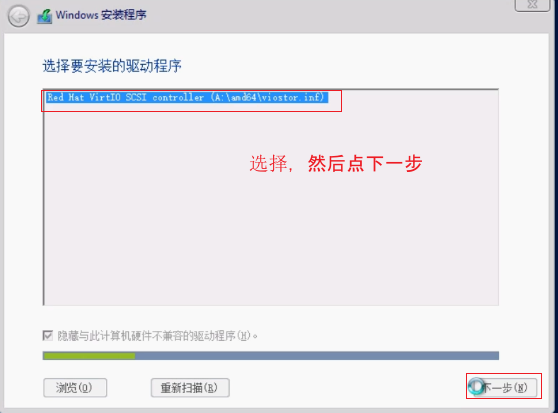 Windows 安装程序
选择要安装的驱动程序
Red Hat VirtIO SCSI controller (A:\amd64\viostor.inf)
选择，然后点下一步
隐藏与此计算机硬件不兼容的驱动程序(H)。
浏览(O)
重新扫描(R)
下一步(N)